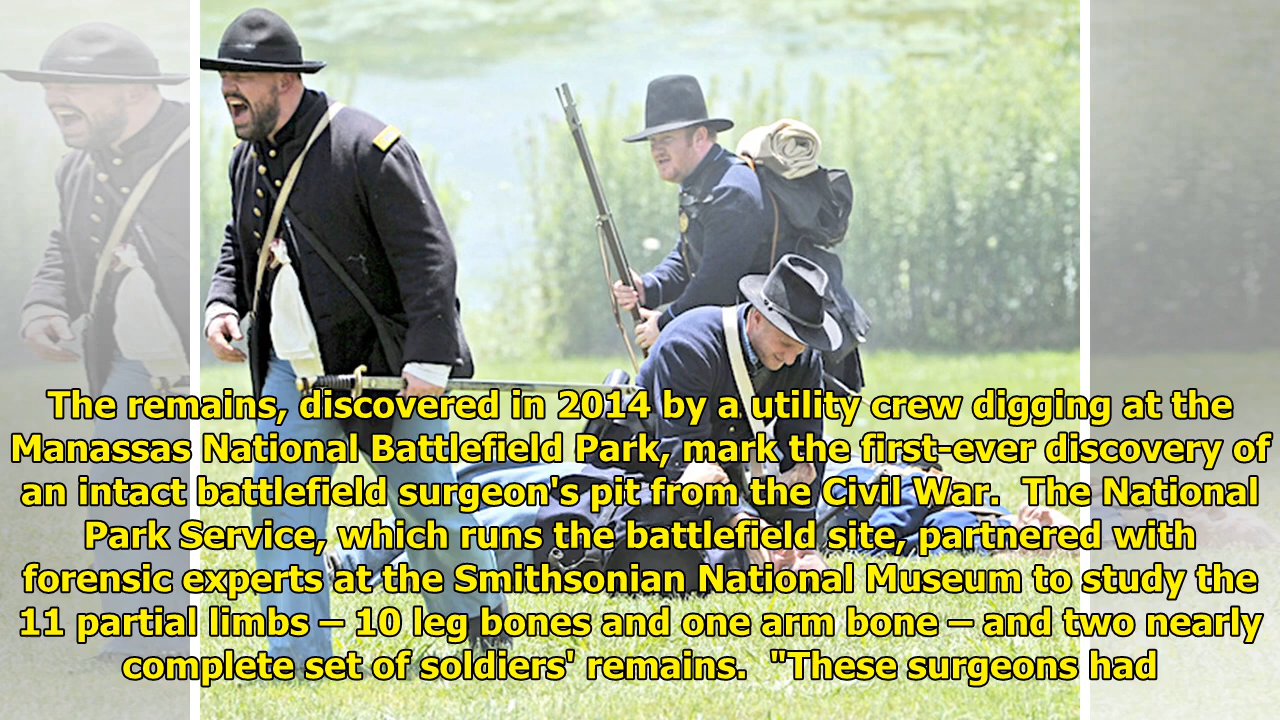 The remains, discovered in 2014 by a utility crew digging at the
Manassas National Battlefield Park, mark the first-ever discovery of
an intact battlefield surgeon's pit from the Civil War.  The National
Park Service, which runs the battlefield site, partnered with
forensic experts at the Smithsonian National Museum to study the
11 partial limbs – 10 leg bones and one arm bone – and two nearly
complete set of soldiers' remains.  "These surgeons had